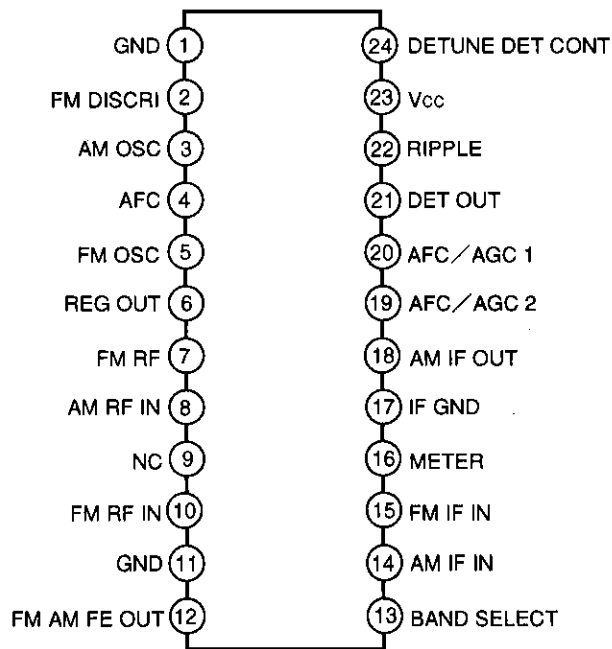 GND 1 24 DETUNE DET CONT
FM DISCRI 2 23 Vcc
AM OSC 3 22 RIPPLE
AFC 4 21 DET OUT
FM OSC 5 20 AFC/AGC 1
REG OUT 6 19 AFC/AGC 2
FM RF 7 18 AM IF OUT
AM RF IN 8 17 IF GND
NC 9 16 METER
FM RF IN 10 15 FM IF IN
GND 11 14 AM IF IN
FM AM FE OUT 12 13 BAND SELECT